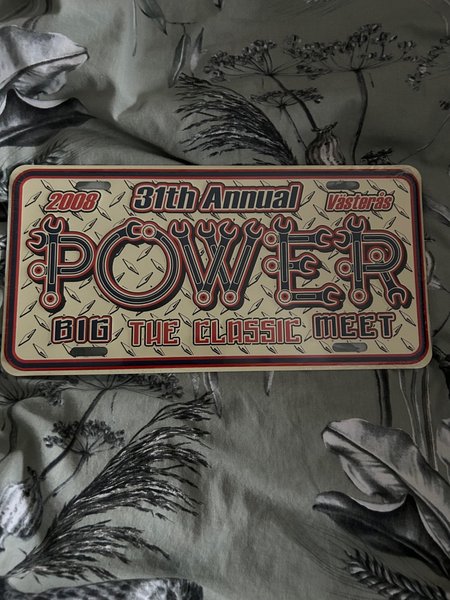 2008 31th Annual Västerås
POWER
BIG THE CLASSIC MEET